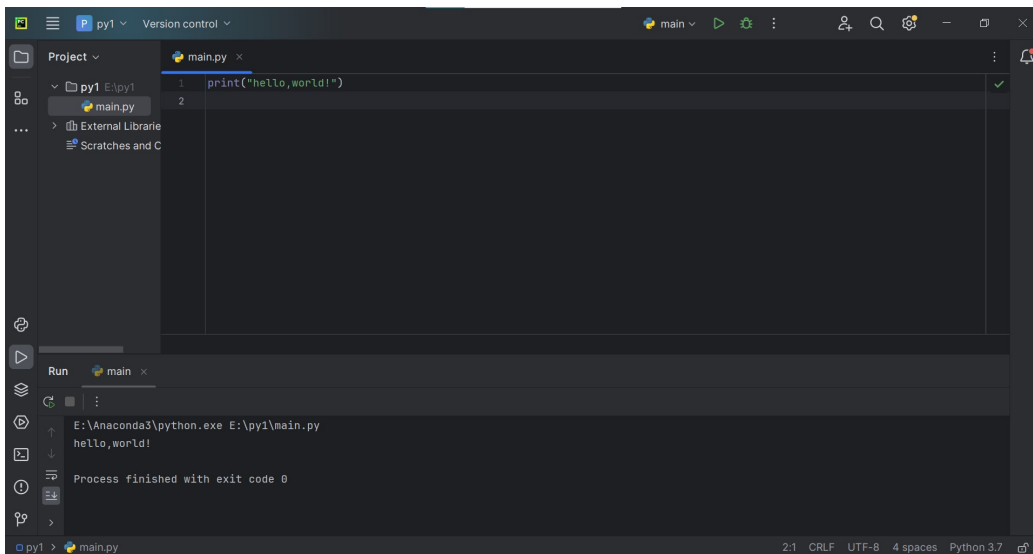 PC
P py1 Version control main
Project
main.py
py1 E:\py1
main.py
External Librarie
Scratches and C
1 print("hello,world!")
2
Run main
E:\Anaconda3\python.exe E:\py1\main.py
hello,world!
Process finished with exit code 0
py1 > main.py 2:1 CRLF UTF-8 4 spaces Python 3.7